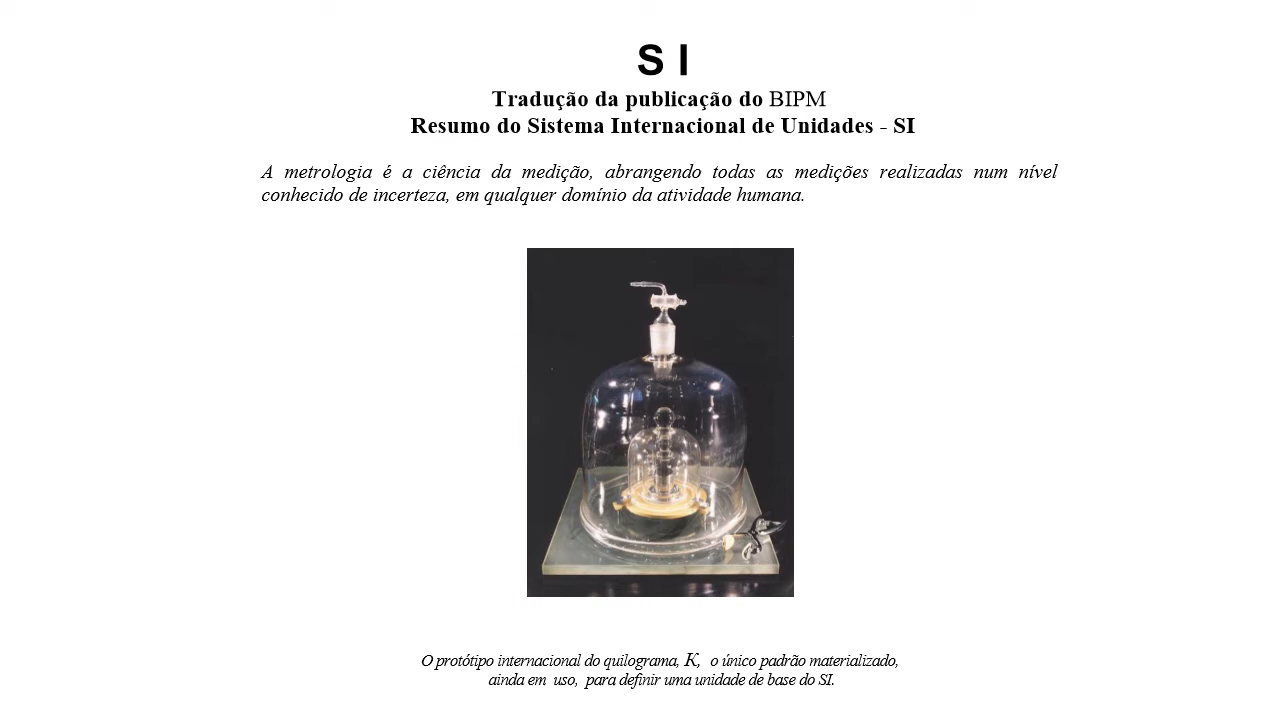 S I
Tradução da publicação do BIPM
Resumo do Sistema Internacional de Unidades - SI
A metrologia é a ciência da medição, abrangendo todas as medições realizadas num nível
conhecido de incerteza, em qualquer domínio da atividade humana.
O protótipo internacional do quilograma, K, o único padrão materializado,
ainda em uso, para definir uma unidade de base do SI.